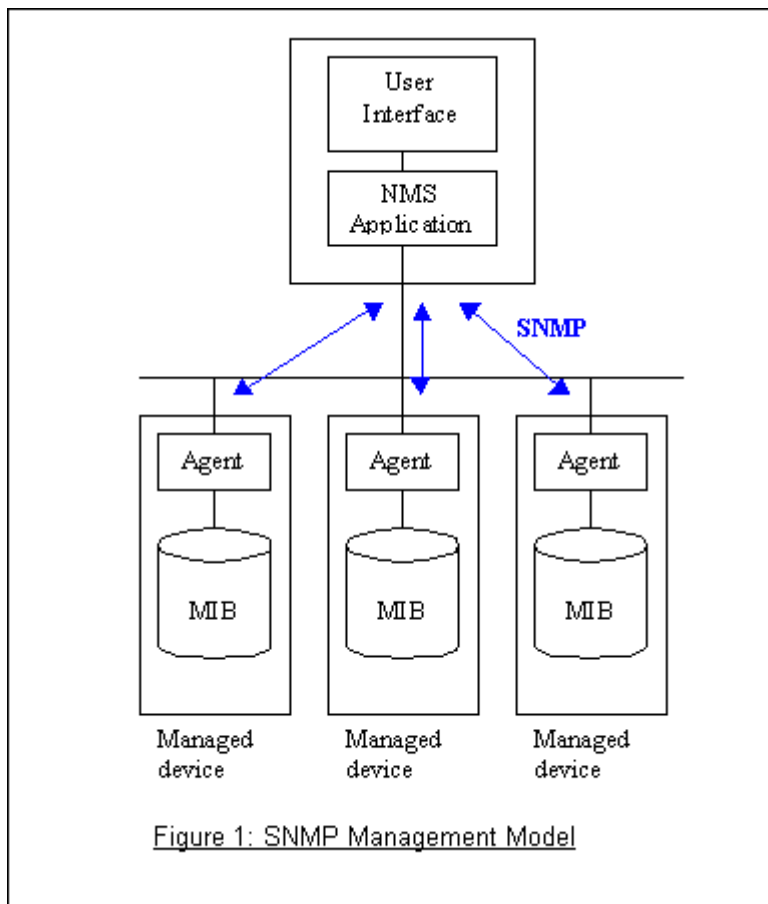 User
Interface
NMS
Application
SNMP
Agent
Agent
Agent
MIB
MIB
MIB
Managed
device
Managed
device
Managed
device
Figure 1: SNMP Management Model